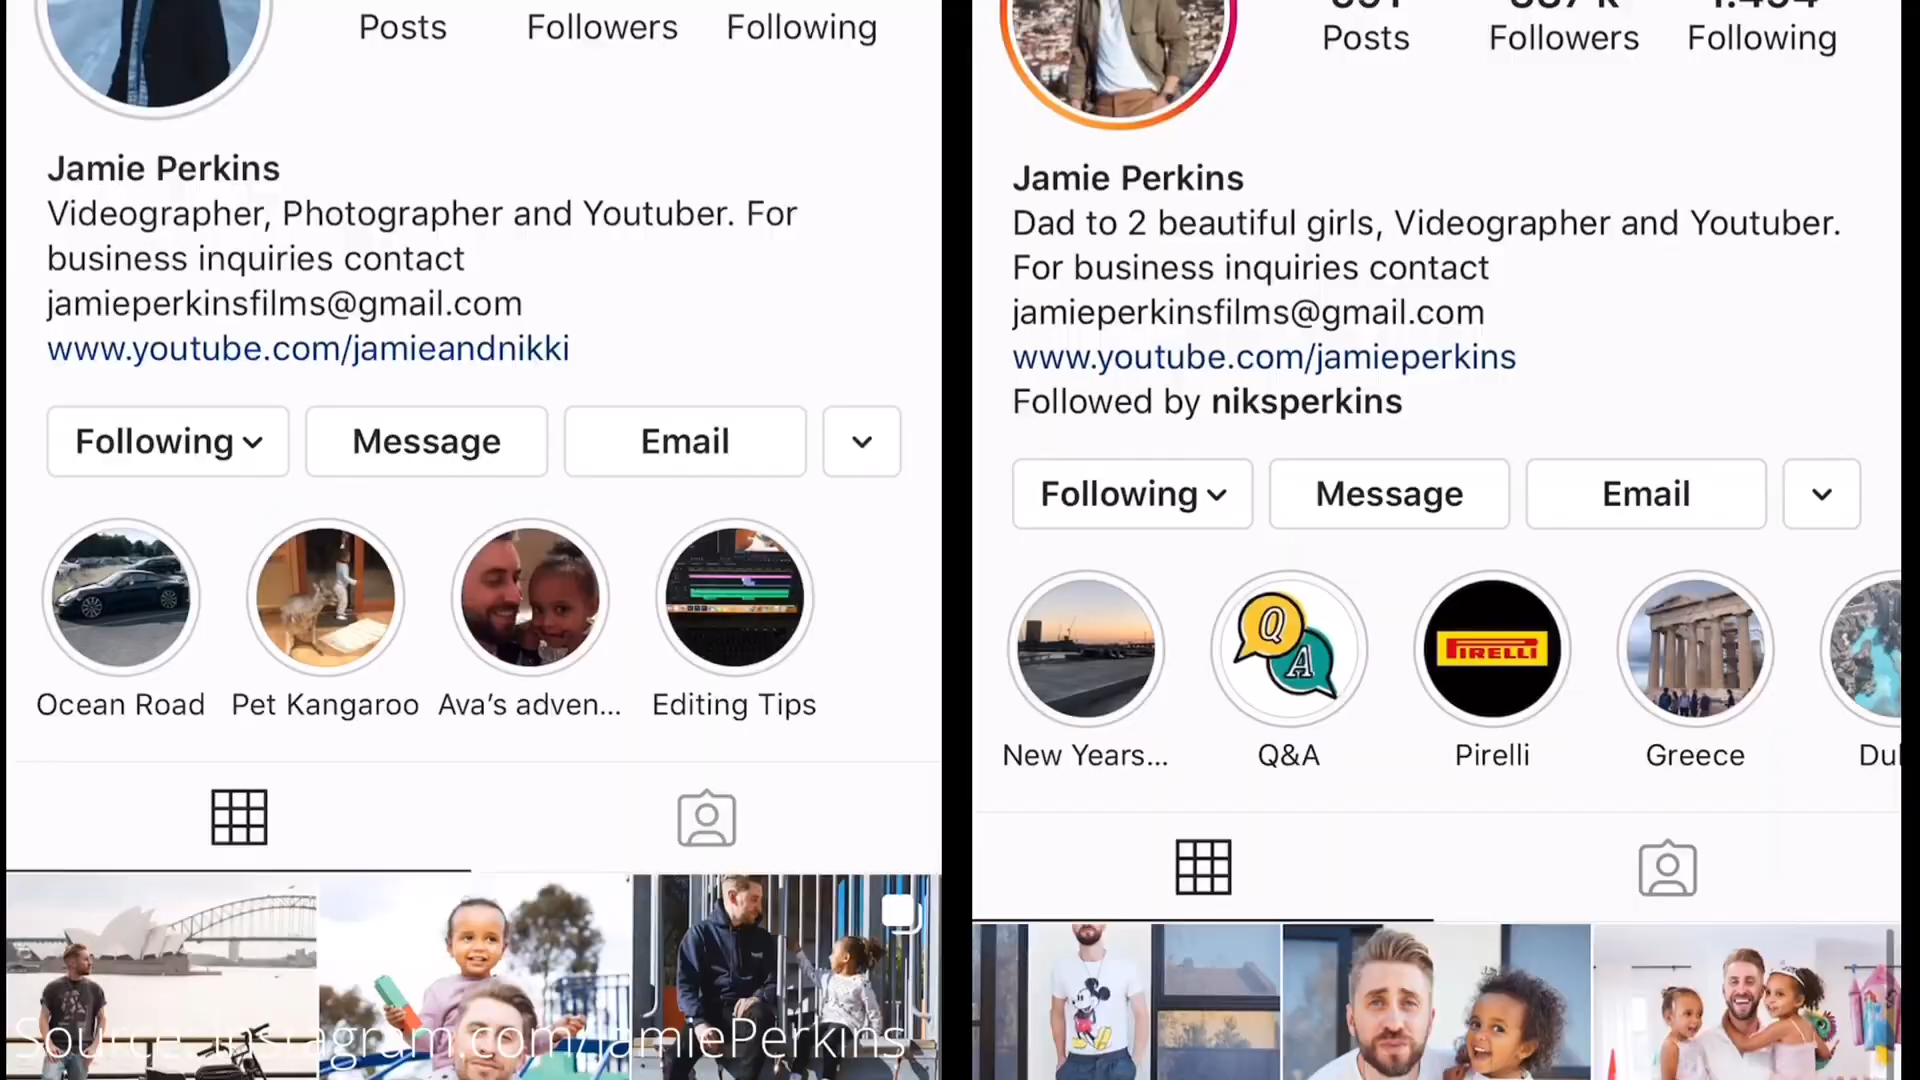 Posts Followers Following
Jamie Perkins
Videographer, Photographer and Youtuber. For
business inquiries contact
jamieperkinsfilms@gmail.com
www.youtube.com/jamieandnikki
Following Message Email
Ocean Road Pet Kangaroo Ava’s adven... Editing Tips
Source: Instagram.com/jamiePerkins
Posts Followers Following
Jamie Perkins
Dad to 2 beautiful girls, Videographer and Youtuber.
For business inquiries contact
jamieperkinsfilms@gmail.com
www.youtube.com/jamieperkins
Followed by niksperkins
Following Message Email
Q A
PIRELLI
New Years... Q&A Pirelli Greece